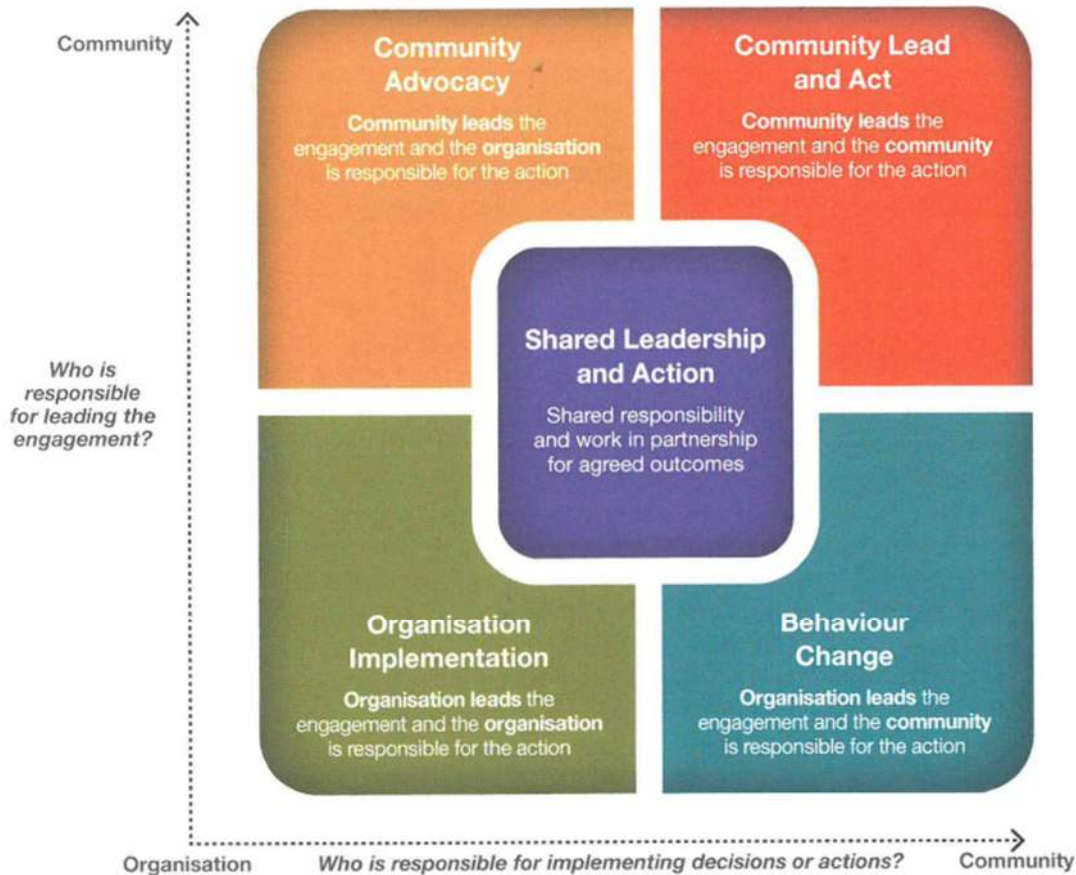 Community
Community
Advocacy
Community leads the
engagement and the organisation
is responsible for the action
Community Lead
and Act
Community leads the
engagement and the community
is responsible for the action
Who is
responsible
for leading the
engagement?
Shared Leadership
and Action
Shared responsibility
and work in partnership
for agreed outcomes
Organisation
Implementation
Organisation leads the
engagement and the organisation
is responsible for the action
Behaviour
Change
Organisation leads the
engagement and the community
is responsible for the action
Organisation
Who is responsible for implementing decisions or actions?
Community